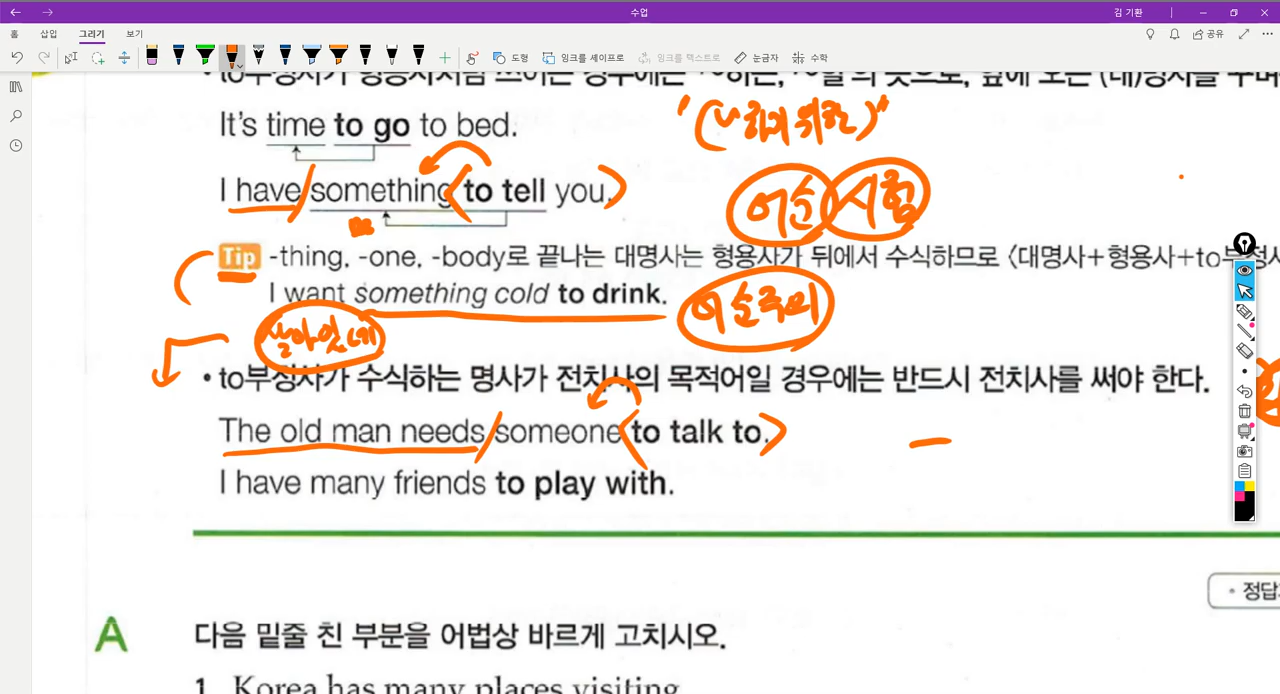 수업
김 기환
홈 삽입 그리기 보기
공유
도형 잉크를 셰이프로 잉크를 텍스트로 눈금자 수학
It's time to go to bed.
"(~하기 위한)"
I have something to tell you.
어순 시험
Tip -thing, -one, -body로 끝나는 대명사는 형용사가 뒤에서 수식하므로 〈대명사+형용사+to부정사
I want something cold to drink.
어순주의
살아있네
• to부정사가 수식하는 명사가 전치사의 목적어일 경우에는 반드시 전치사를 써야 한다.
The old man needs someone to talk to.
I have many friends to play with.
• 정답
A 다음 밑줄 친 부분을 어법상 바르게 고치시오.
1 Korea has many places visiting.